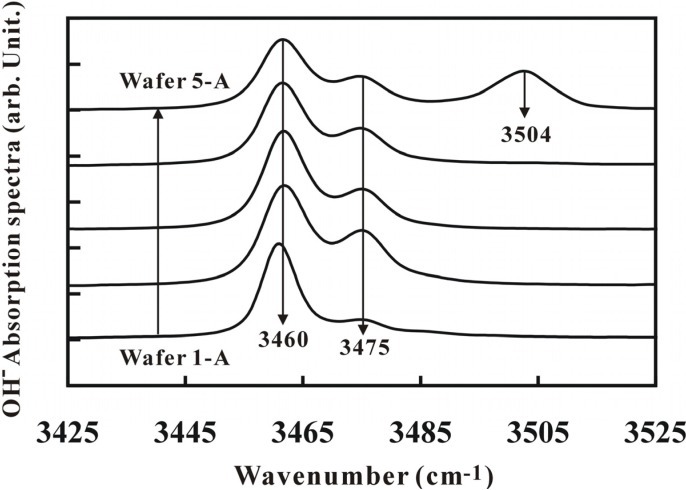 OH⁻ Absorption spectra (arb. Unit.)
Wafer 5-A
3504
3460
3475
Wafer 1-A
3425 3445 3465 3485 3505 3525
Wavenumber (cm-1)